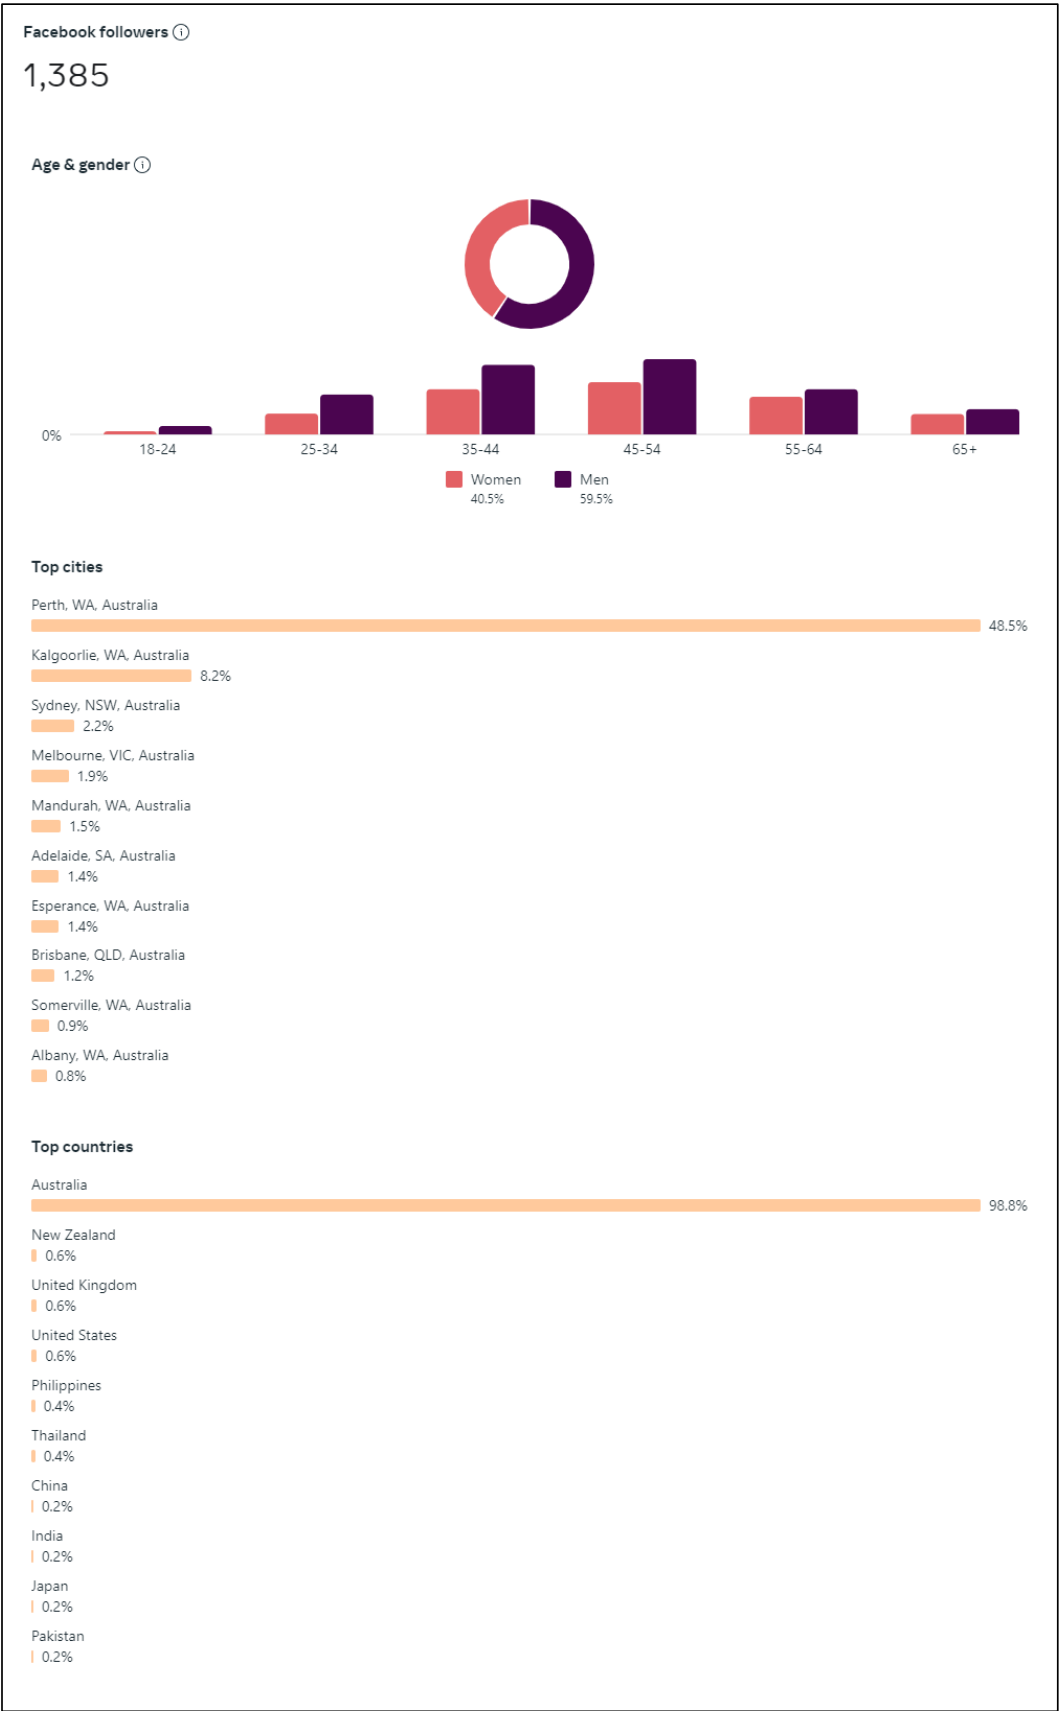 Facebook followers
1,385
Age & gender
0%
18-24 25-34 35-44 45-54 55-64 65+
Women Men
40.5% 59.5%
Top cities
Perth, WA, Australia
48.5%
Kalgoorlie, WA, Australia
8.2%
Sydney, NSW, Australia
2.2%
Melbourne, VIC, Australia
1.9%
Mandurah, WA, Australia
1.5%
Adelaide, SA, Australia
1.4%
Esperance, WA, Australia
1.4%
Brisbane, QLD, Australia
1.2%
Somerville, WA, Australia
0.9%
Albany, WA, Australia
0.8%
Top countries
Australia
98.8%
New Zealand
0.6%
United Kingdom
0.6%
United States
0.6%
Philippines
0.4%
Thailand
0.4%
China
0.2%
India
0.2%
Japan
0.2%
Pakistan
0.2%